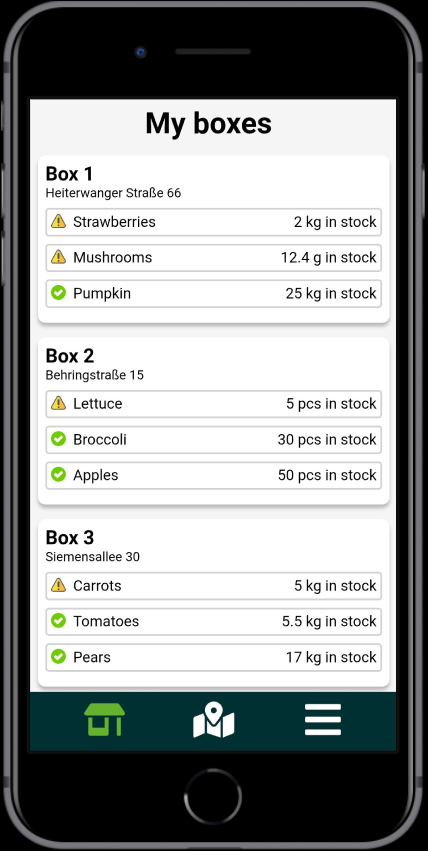 My boxes
Box 1
Heiterwanger Straße 66
Strawberries 2 kg in stock
Mushrooms 12.4 g in stock
Pumpkin 25 kg in stock
Box 2
Behringstraße 15
Lettuce 5 pcs in stock
Broccoli 30 pcs in stock
Apples 50 pcs in stock
Box 3
Siemensallee 30
Carrots 5 kg in stock
Tomatoes 5.5 kg in stock
Pears 17 kg in stock